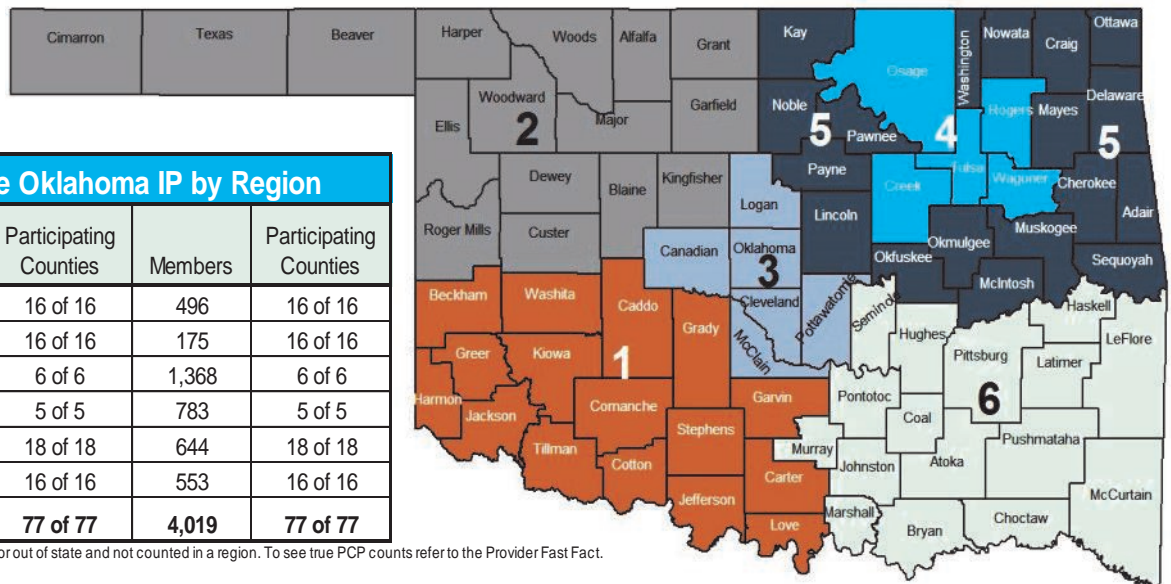 Cimarron
Texas
Beaver
Harper
Woods
Alfalfa
Grant
Kay
Osage
Washington
Nowata
Craig
Ottawa
Ellis
Woodward
2
Major
Garfield
Noble
5
Pawnee
4
Rogers
Mayes
Delaware
5
Roger Mills
Dewey
Custer
Blaine
Kingfisher
Logan
Payne
Lincoln
Creek
Tulsa
Wagoner
Cherokee
Adair
Canadian
Oklahoma
3
Cleveland
Pottawatomie
McClain
Okfuskee
Okmulgee
Muskogee
McIntosh
Sequoyah
Beckham
Washita
Caddo
Grady
Greer
Kiowa
1
Harmon
Jackson
Comanche
Tillman
Cotton
Stephens
Garvin
Jefferson
Carter
Love
Seminole
Hughes
Pittsburg
6
Haskell
Latimer
LeFlore
Pontotoc
Coal
Murray
Johnston
Atoka
Pushmataha
Marshall
Bryan
Choctaw
McCurtain
Oklahoma IP by Region
Participating Counties Members Participating Counties
16 of 16 496 16 of 16
16 of 16 175 16 of 16
6 of 6 1,368 6 of 6
5 of 5 783 5 of 5
18 of 18 644 18 of 18
16 of 16 553 16 of 16
77 of 77 4,019 77 of 77
or out of state and not counted in a region. To see true PCP counts refer to the Provider Fast Fact.